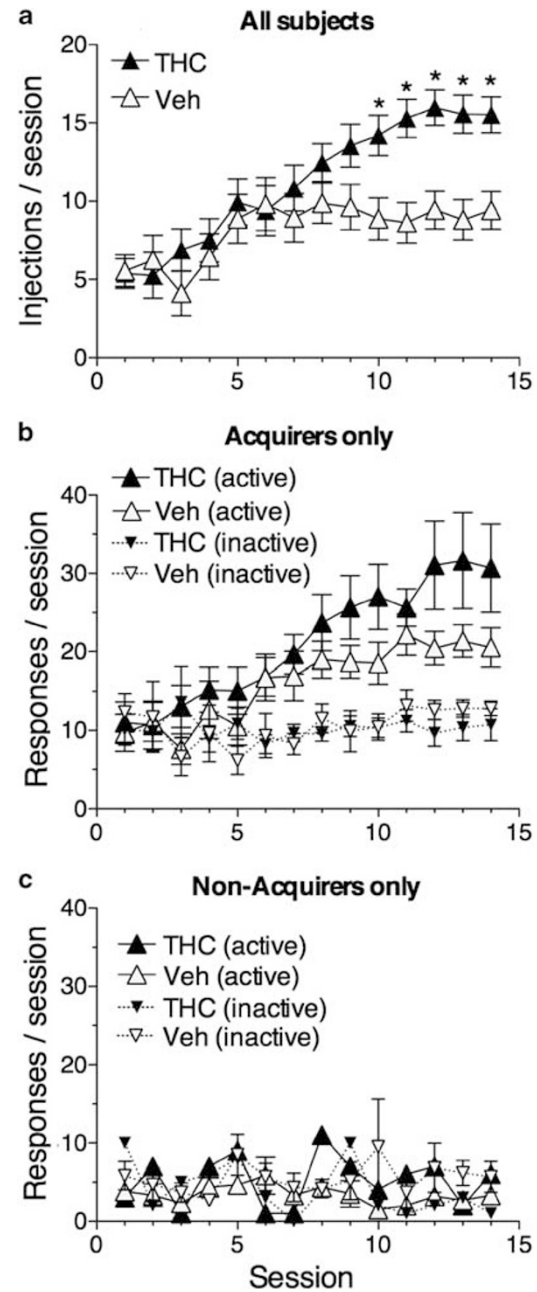 a
All subjects
20
15
10
5
0
0
5
10
15
Injections / session
THC
Veh
* * * * *
b
Acquirers only
THC (active)
Veh (active)
THC (inactive)
Veh (inactive)
40
30
20
10
0
0
5
10
15
Responses / session
c
Non-Acquirers only
40
30
20
10
0
THC (active)
Veh (active)
THC (inactive)
Veh (inactive)
Responses / session
0
5
10
15
Session